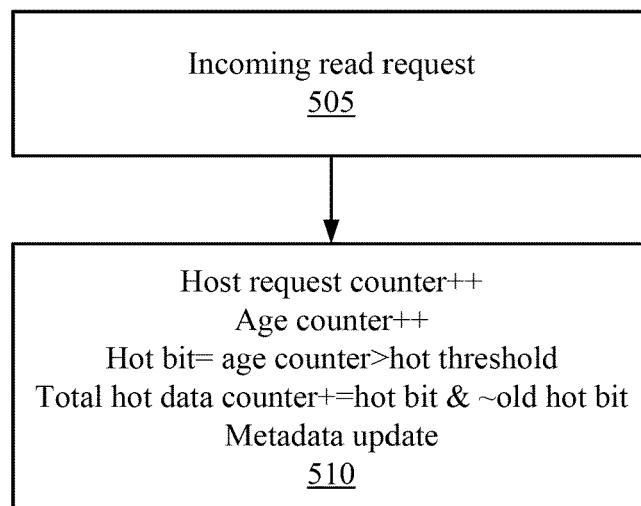 Incoming read request
505
Host request counter++
Age counter++
Hot bit= age counter>hot threshold
Total hot data counter+=hot bit & ~old hot bit
Metadata update
510